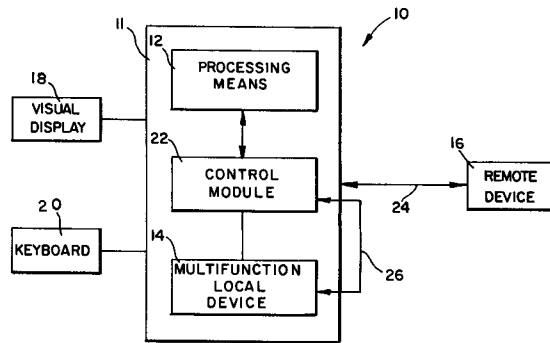 10
11
12
PROCESSING
MEANS
18
VISUAL
DISPLAY
22
CONTROL
MODULE
16
REMOTE
DEVICE
24
20
KEYBOARD
14
MULTIFUNCTION
LOCAL
DEVICE
26